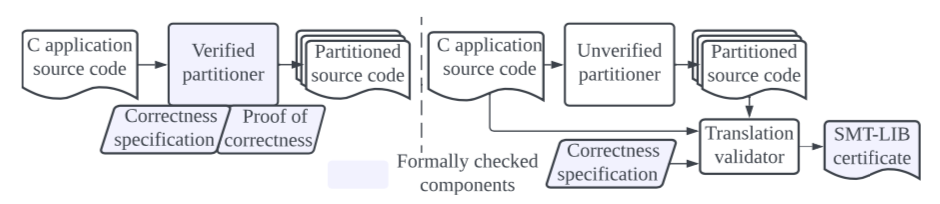 C application
source code
Verified
partitioner
Partitioned
source code
Correctness
specification
Proof of
correctness
C application
source code
Unverified
partitioner
Partitioned
source code
Translation
validator
Correctness
specification
SMT-LIB
certificate
Formally checked
components